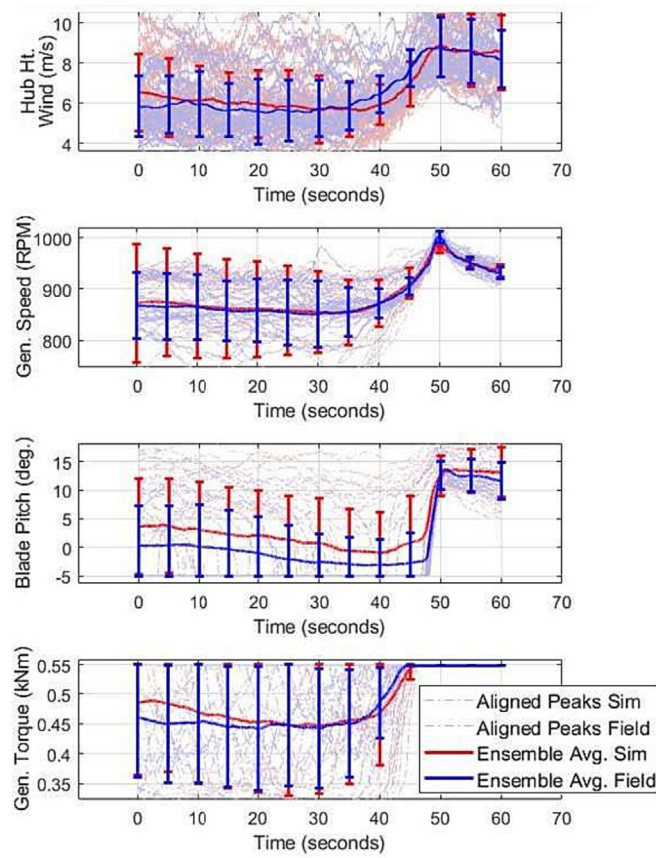 10
8
6
4
Hub Ht.
Wind (m/s)
0 10 20 30 40 50 60 70
Time (seconds)
1000
900
800
Gen. Speed (RPM)
0 10 20 30 40 50 60 70
Time (seconds)
15
10
5
0
-5
Blade Pitch (deg.)
0 10 20 30 40 50 60 70
Time (seconds)
0.55
0.5
0.45
0.4
0.35
Gen. Torque (kNm)
Aligned Peaks Sim
Aligned Peaks Field
Ensemble Avg. Sim
Ensemble Avg. Field
0 10 20 30 40 50 60 70
Time (seconds)